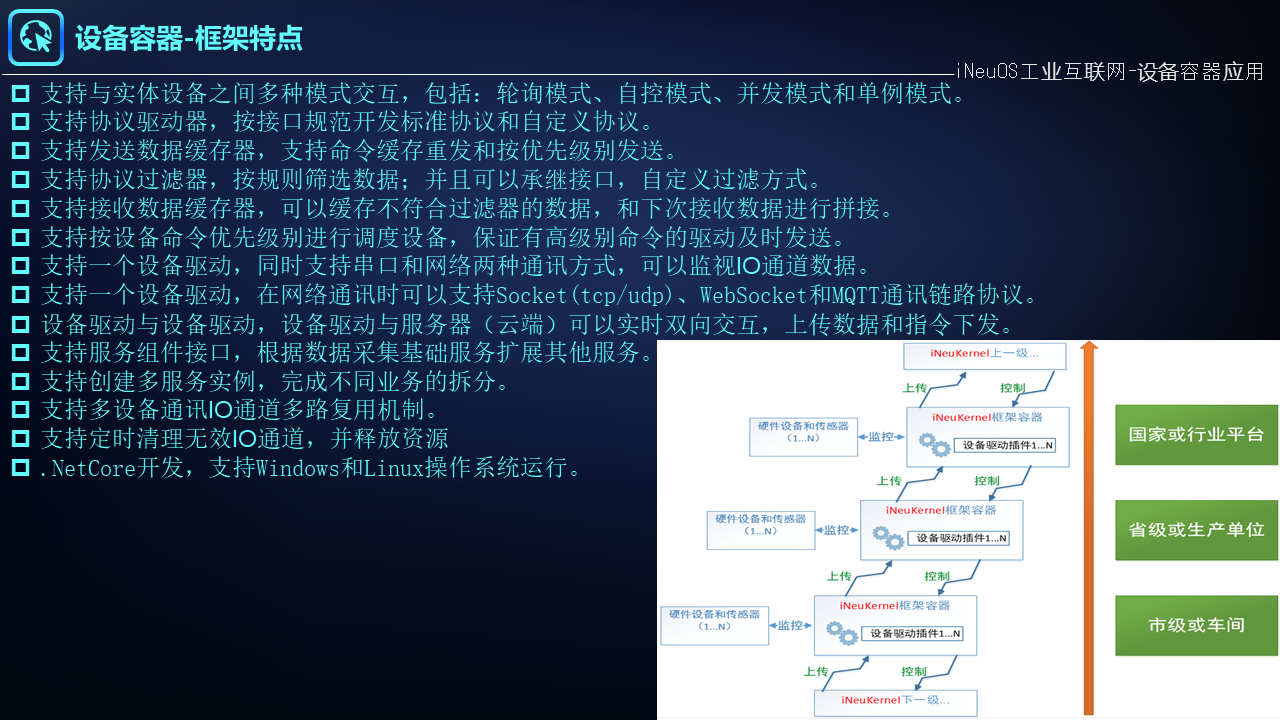 设备容器-框架特点
iNeuOS工业互联网-设备容器应用
支持与实体设备之间多种模式交互，包括：轮询模式、自控模式、并发模式和单例模式。
支持协议驱动器，按接口规范开发标准协议和自定义协议。
支持发送数据缓存器，支持命令缓存重发和按优先级别发送。
支持协议过滤器，按规则筛选数据；并且可以承继接口，自定义过滤方式。
支持接收数据缓存器，可以缓存不符合过滤器的数据，和下次接收数据进行拼接。
支持按设备命令优先级别进行调度设备，保证有高级别命令的驱动及时发送。
支持一个设备驱动，同时支持串口和网络两种通讯方式，可以监视IO通道数据。
支持一个设备驱动，在网络通讯时可以支持Socket(tcp/udp)、WebSocket和MQTT通讯链路协议。
设备驱动与设备驱动，设备驱动与服务器（云端）可以实时双向交互，上传数据和指令下发。
支持服务组件接口，根据数据采集基础服务扩展其他服务。
支持创建多服务实例，完成不同业务的拆分。
支持多设备通讯IO通道多路复用机制。
支持定时清理无效IO通道，并释放资源
.NetCore开发，支持Windows和Linux操作系统运行。
iNeuKernel上一级...
上传
控制
iNeuKernel框架容器
硬件设备和传感器
（1...N）
监控
设备驱动插件1...N
国家或行业平台
上传
控制
iNeuKernel框架容器
硬件设备和传感器
（1...N）
监控
设备驱动插件1...N
省级或生产单位
上传
控制
iNeuKernel框架容器
硬件设备和传感器
（1...N）
监控
设备驱动插件1...N
市级或车间
上传
控制
iNeuKernel下一级...